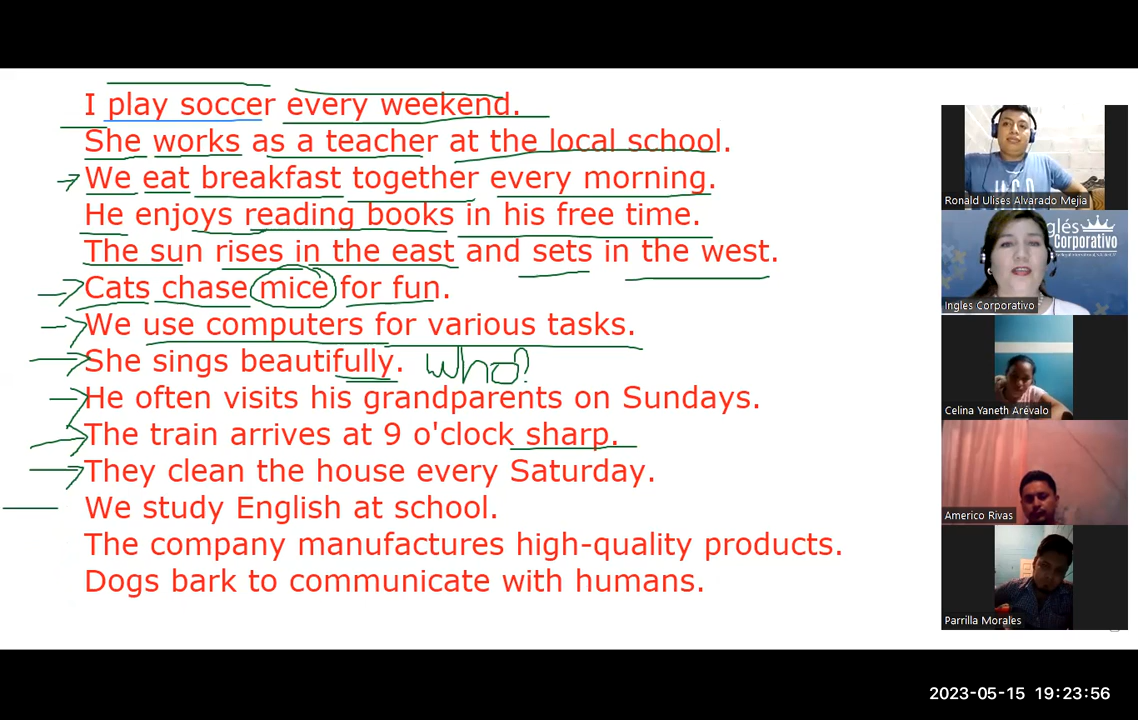 I play soccer every weekend.
She works as a teacher at the local school.
We eat breakfast together every morning.
He enjoys reading books in his free time.
The sun rises in the east and sets in the west.
Cats chase mice for fun.
We use computers for various tasks.
She sings beautifully. who?
He often visits his grandparents on Sundays.
The train arrives at 9 o'clock sharp.
They clean the house every Saturday.
We study English at school.
The company manufactures high-quality products.
Dogs bark to communicate with humans.
Ronald Ulises Alvarado Mejia
glés
Corporativo
Ingles Corporativo
Celina Yaneth Arévalo
Americo Rivas
Parrilla Morales
2023-05-15 19:23:56